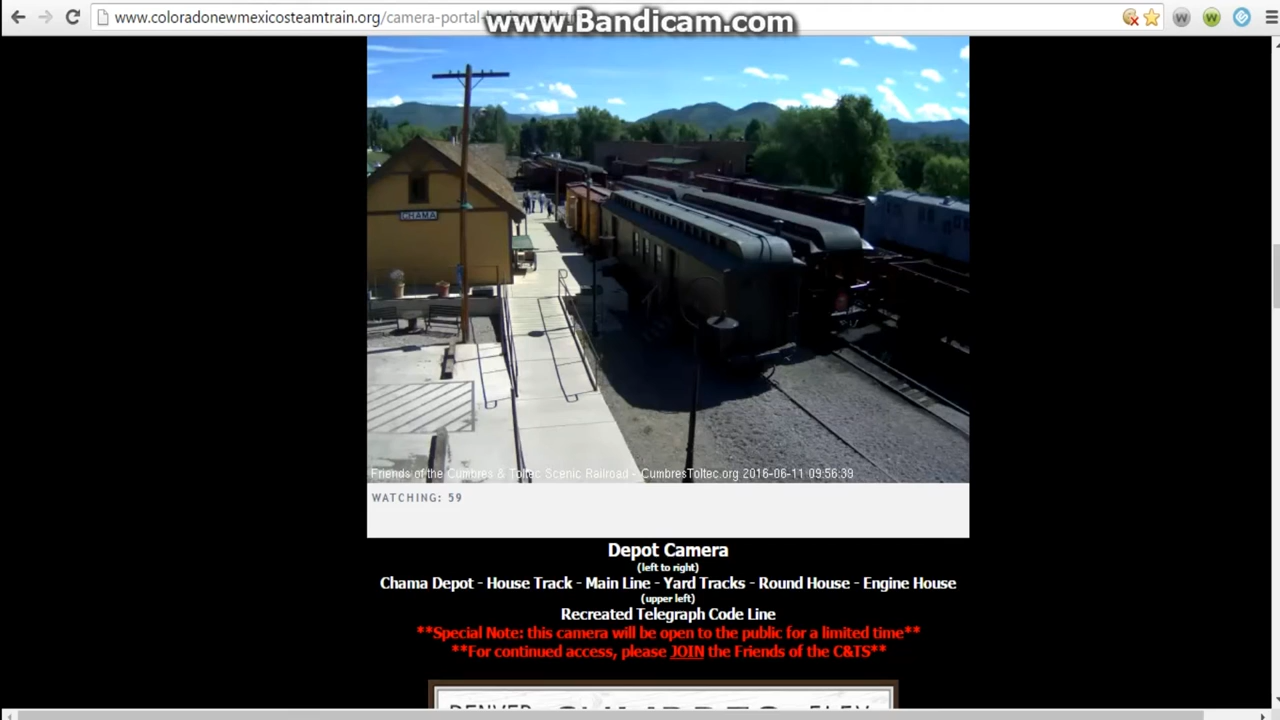 www.coloradonewmexicosteamtrain.org/camera-portal-
www.Bandicam.com
CHAMA
Friends of the Cumbres & Toltec Scenic Railroad - CumbresToltec.org 2016-06-11 09:56:39
WATCHING: 59
Depot Camera
(left to right)
Chama Depot - House Track - Main Line - Yard Tracks - Round House - Engine House
(upper left)
Recreated Telegraph Code Line
**Special Note: this camera will be open to the public for a limited time**
**For continued access, please JOIN the Friends of the C&TS**